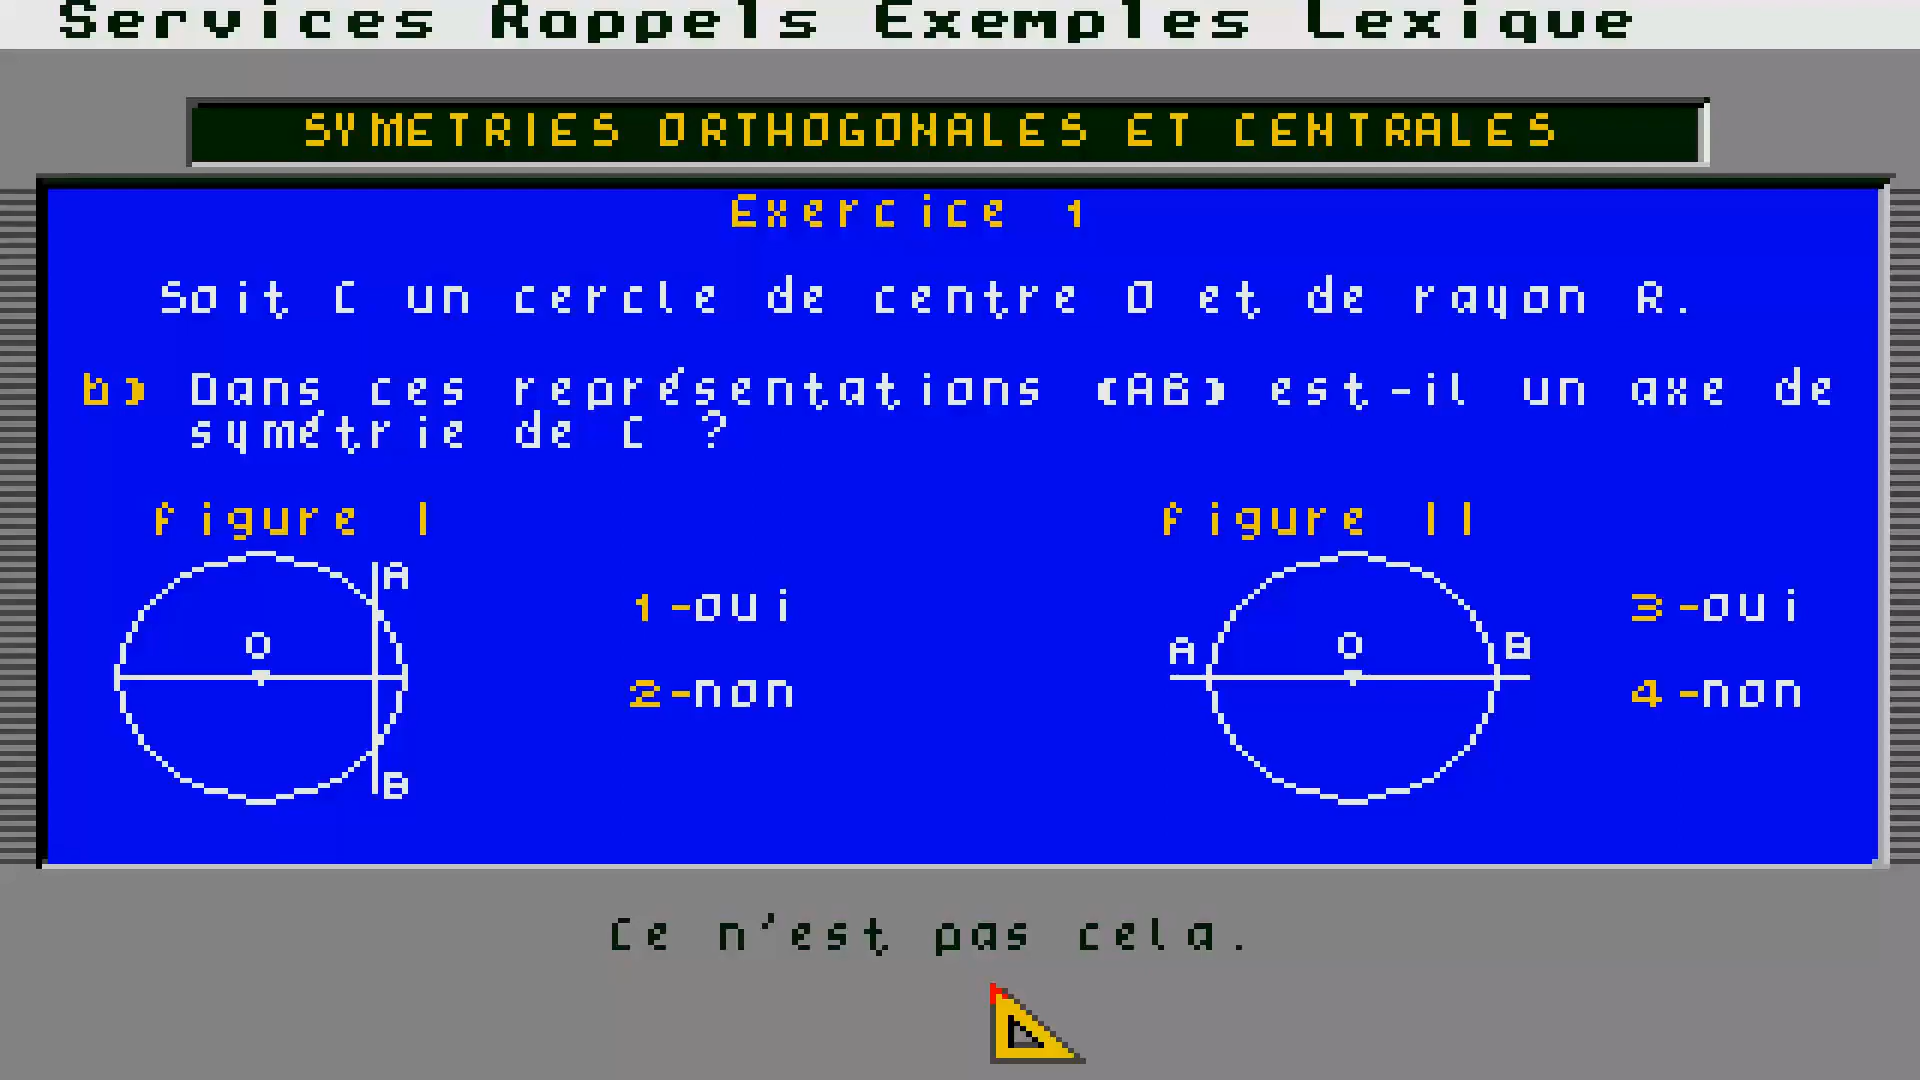 Services Rappels Exemples Lexique
SYMETRIES ORTHOGONALES ET CENTRALES
Exercice 1
Soit C un cercle de centre O et de rayon R.
b) Dans ces représentations (AB) est-il un axe de
symétrie de C ?
figure I
figure II
A
O
B
1-oui
2-non
A
O
B
3-oui
4-non
Ce n'est pas cela.